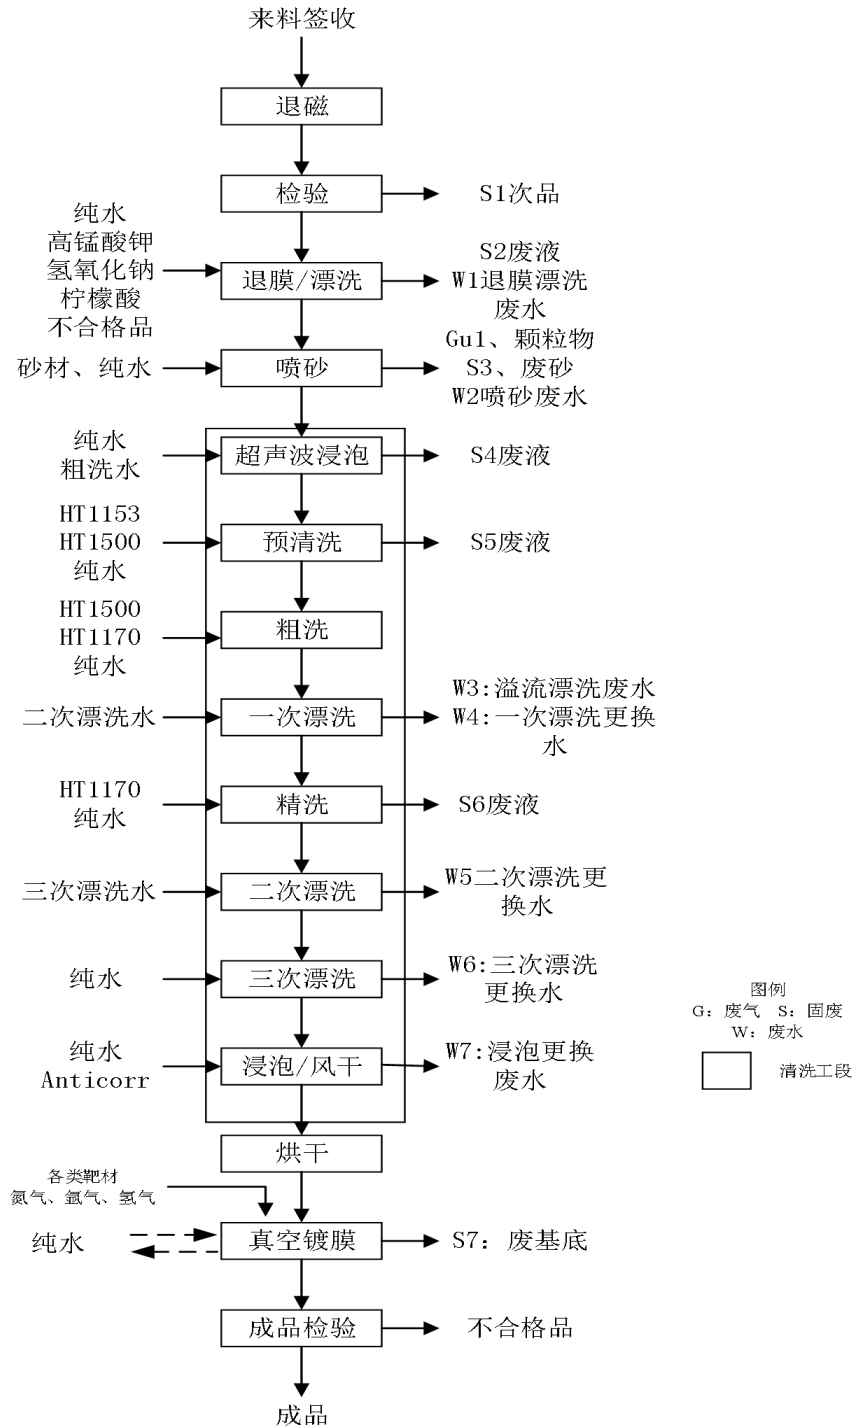 来料签收
退磁
检验
S1次品
纯水
高锰酸钾
氢氧化钠
柠檬酸
不合格品
退膜/漂洗
S2废液
W1退膜漂洗
废水
砂材、纯水
喷砂
Gu1、颗粒物
S3、废砂
W2喷砂废水
纯水
粗洗水
超声波浸泡
S4废液
HT1153
HT1500
纯水
预清洗
S5废液
HT1500
HT1170
纯水
粗洗
二次漂洗水
一次漂洗
W3:溢流漂洗废水
W4:一次漂洗更换
水
HT1170
纯水
精洗
S6废液
三次漂洗水
二次漂洗
W5二次漂洗更
换水
纯水
三次漂洗
W6:三次漂洗
更换水
纯水
Anticorr
浸泡/风干
W7:浸泡更换
废水
图例
G: 废气 S: 固废
W: 废水
清洗工段
烘干
各类靶材
氮气、氩气、氢气
纯水
真空镀膜
S7: 废基底
成品检验
不合格品
成品